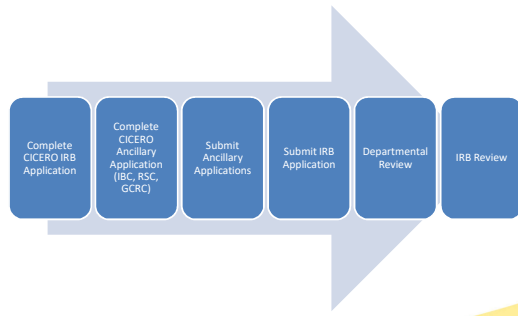 Complete
CICERO IRB
Application
Complete
CICERO
Ancillary
Application
(IBC, RSC,
GCRC)
Submit
Ancillary
Applications
Submit IRB
Application
Departmental
Review
IRB Review